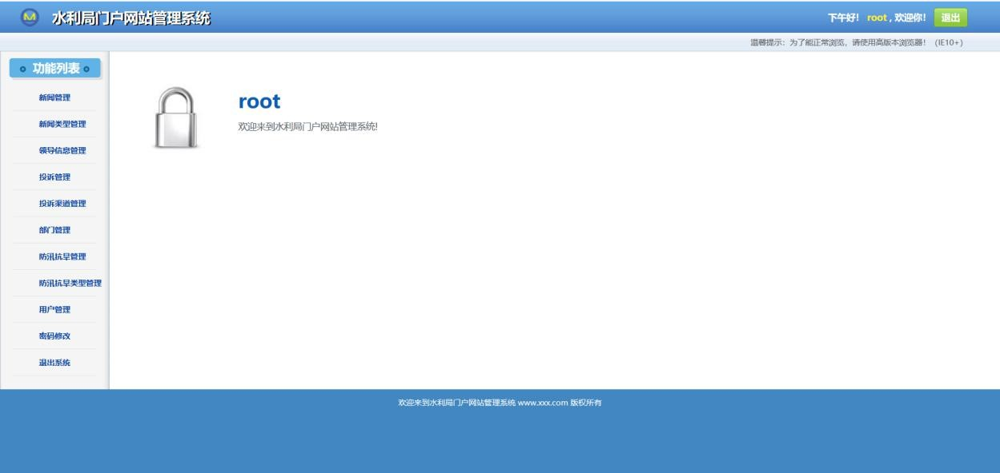 水利局门户网站管理系统
下午好! root , 欢迎你! 退出
温馨提示:为了能正常浏览,请使用高版本浏览器! (IE10+)
功能列表
新闻管理
新闻类型管理
领导信息管理
投诉管理
投诉渠道管理
部门管理
防汛抗旱管理
防汛抗旱类型管理
用户管理
密码修改
退出系统
root
欢迎来到水利局门户网站管理系统!
欢迎来到水利局门户网站管理系统 www.xxx.com 版权所有